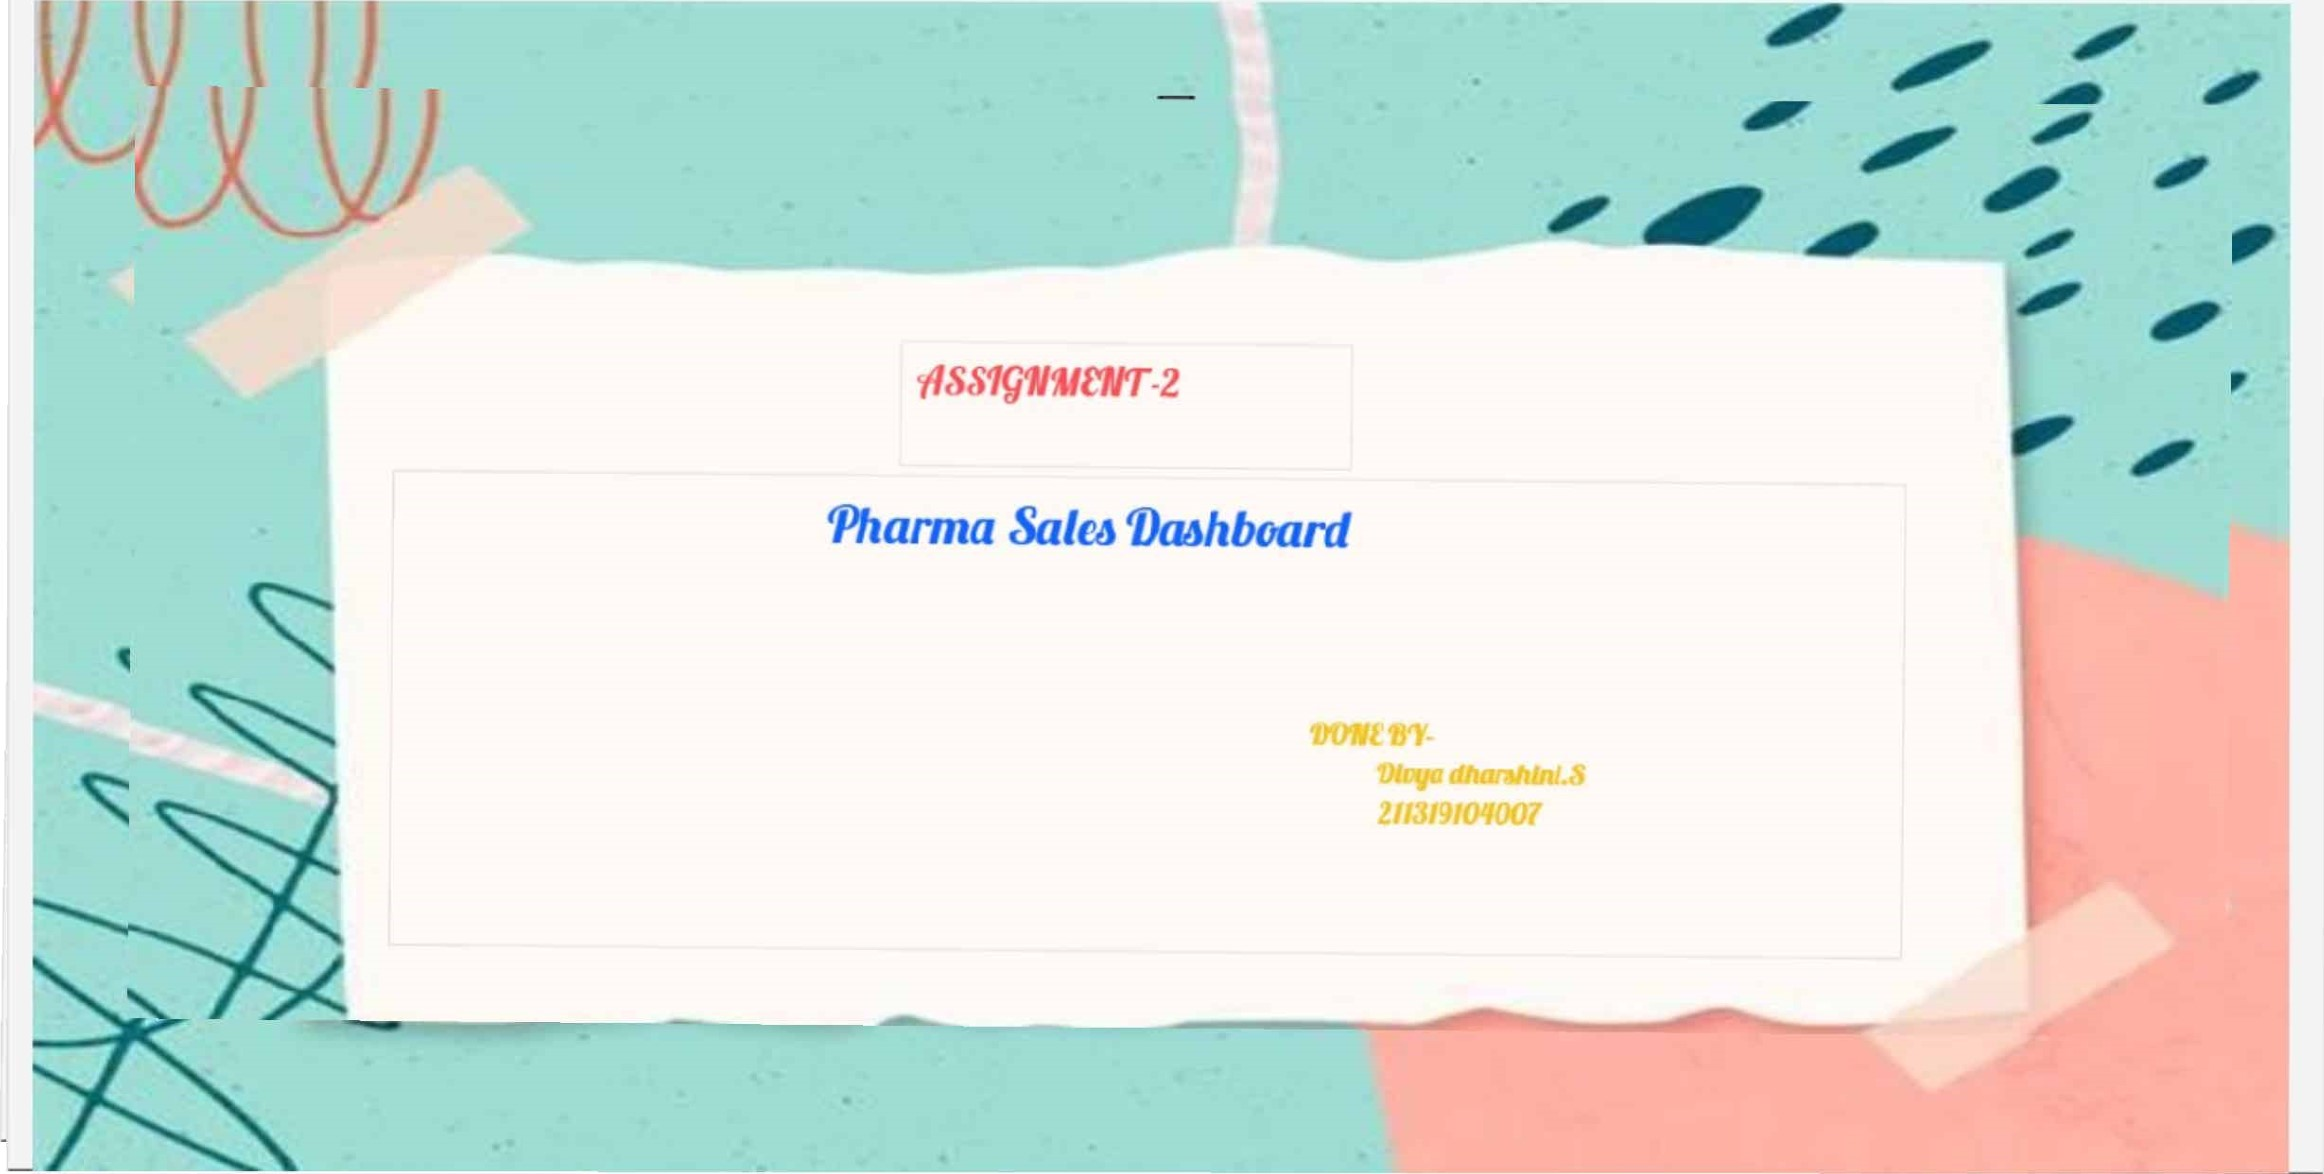 ASSIGNMENT-2
Pharma Sales Dashboard
DONE BY-
Divya dharshini.S
211319104007